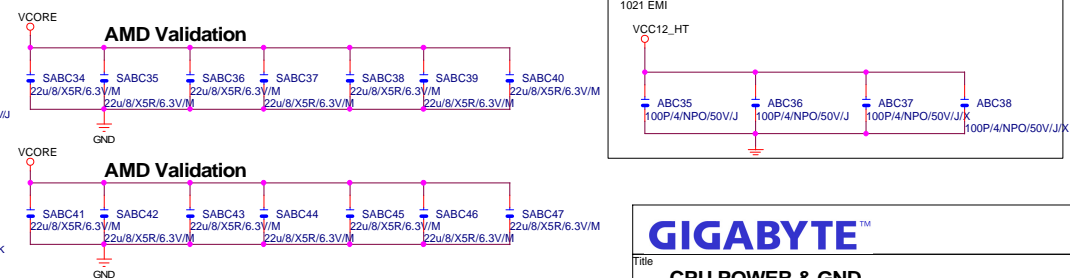 VCORE
AMD Validation
SABC34 SABC35 SABC36 SABC37 SABC38 SABC39 SABC40
22u/8/X5R/6.3V/M 22u/8/X5R/6.3V/M 22u/8/X5R/6.3V/M 22u/8/X5R/6.3V/M
22u/8/X5R/6.3V/M 22u/8/X5R/6.3V/M 22u/8/X5R/6.3V/M
V/J
GND
VCORE
AMD Validation
SABC41 SABC42 SABC43 SABC44 SABC45 SABC46 SABC47
22u/8/X5R/6.3V/M 22u/8/X5R/6.3V/M 22u/8/X5R/6.3V/M 22u/8/X5R/6.3V/M
22u/8/X5R/6.3V/M 22u/8/X5R/6.3V/M 22u/8/X5R/6.3V/M
K
GND
1021 EMI
VCC12_HT
ABC35 ABC36 ABC37 ABC38
100P/4/NPO/50V/J 100P/4/NPO/50V/J 100P/4/NPO/50V/J/X
100P/4/NPO/50V/J/X
GIGABYTE™
Title
CPU POWER & GND